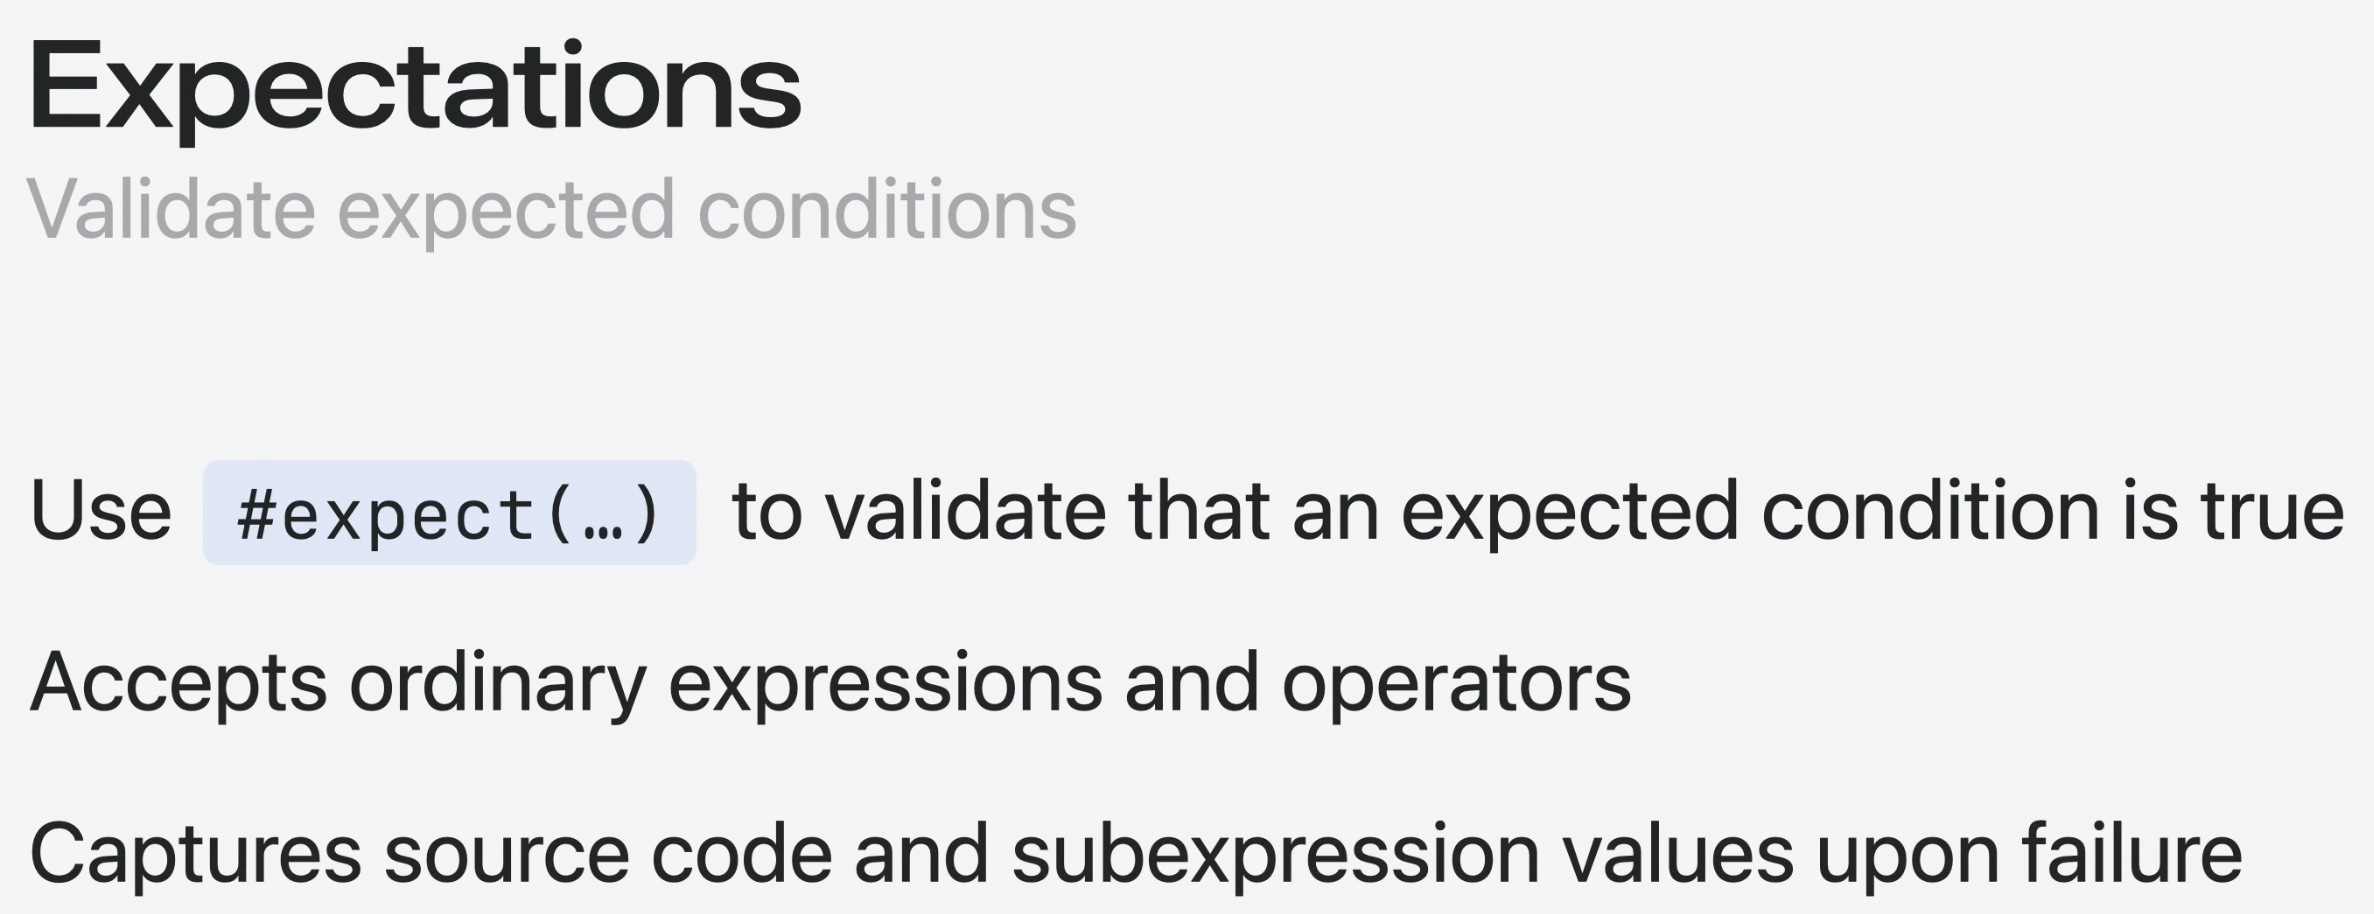 Expectations
Validate expected conditions
Use #expect(…) to validate that an expected condition is true
Accepts ordinary expressions and operators
Captures source code and subexpression values upon failure